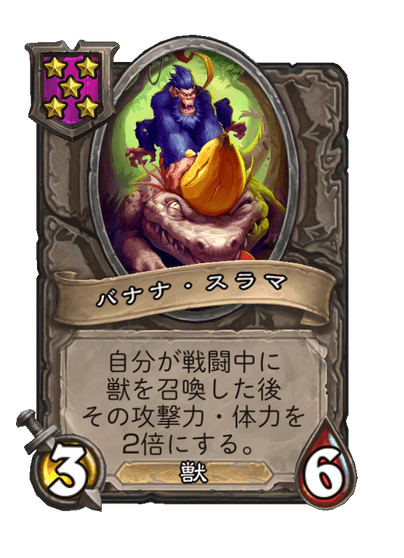 バナナ・スラマ
自分が戦闘中に
獣を召喚した後
その攻撃力・体力を
2倍にする。
獣
3
6